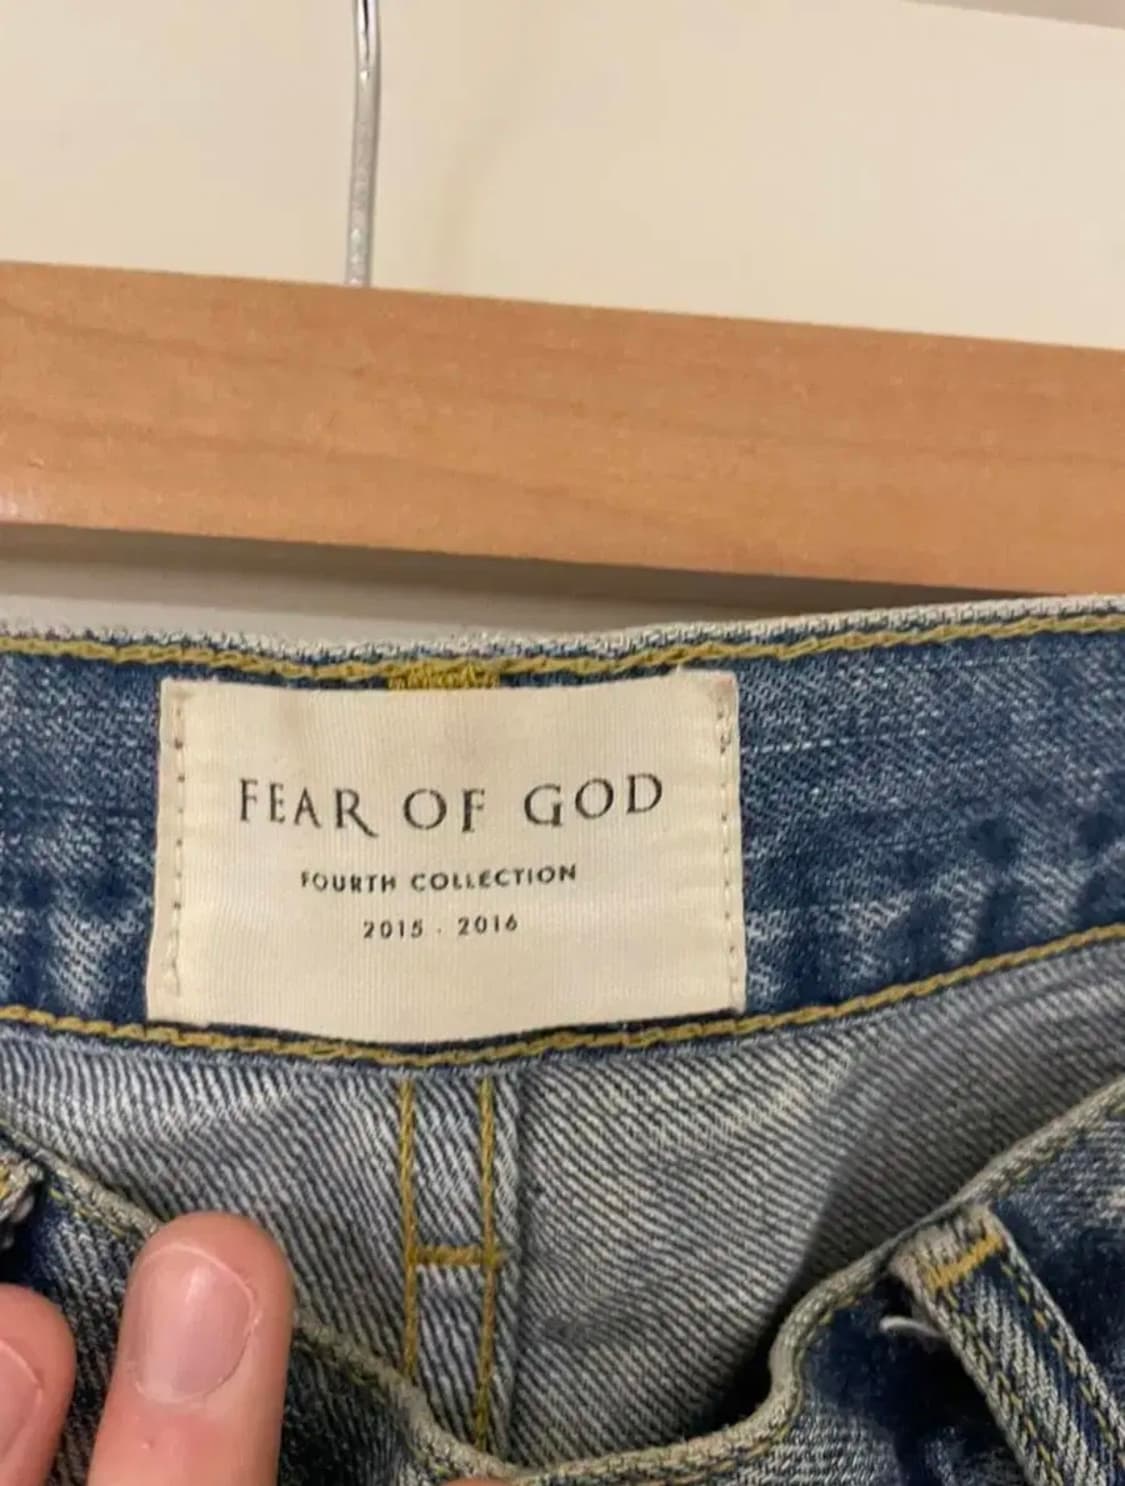 FEAR OF GOD
FOURTH COLLECTION
2015 . 2016